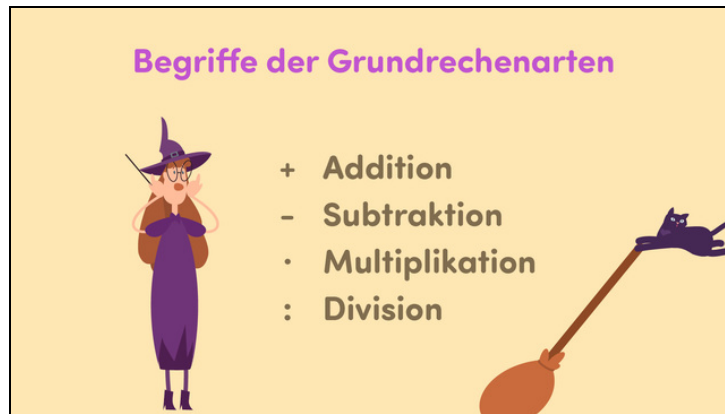 Begriffe der Grundrechenarten
+ Addition
- Subtraktion
· Multiplikation
: Division